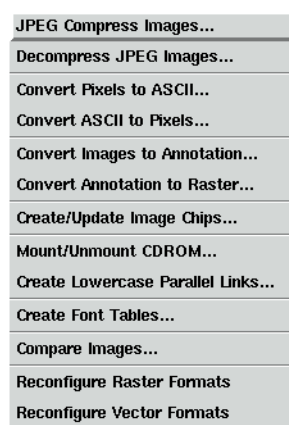 JPEG Compress Images...
Decompress JPEG Images...
Convert Pixels to ASCII...
Convert ASCII to Pixels...
Convert Images to Annotation...
Convert Annotation to Raster...
Create/Update Image Chips...
Mount/Unmount CDROM...
Create Lowercase Parallel Links...
Create Font Tables...
Compare Images...
Reconfigure Raster Formats
Reconfigure Vector Formats